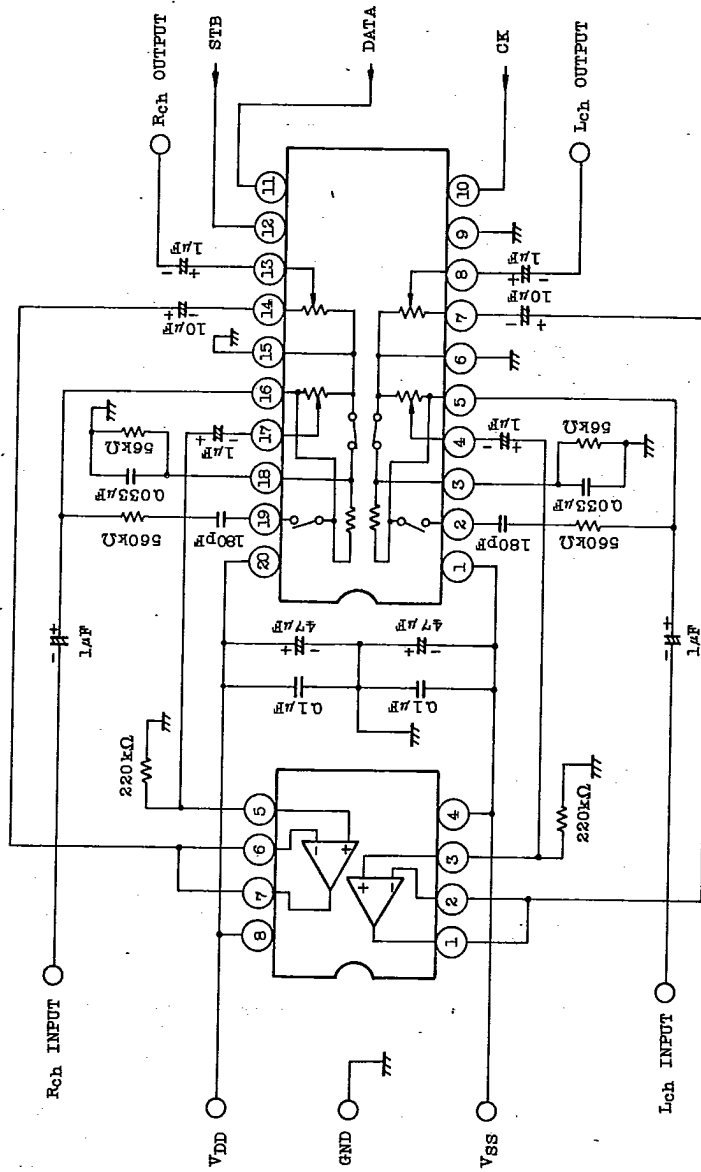 Rch OUTPUT
STB
DATA
CK
Lch OUTPUT
1μF
- +
10μF
+ -
1μF
- +
56kΩ
0.033μF
560kΩ
180pF
20
19
18
17
16
15
14
13
12
11
1
2
3
4
5
6
7
8
9
10
1μF
+ -
10μF
- +
1μF
- +
56kΩ
0.033μF
180pF
560kΩ
- +
1μF
47μF
+ -
47μF
+ -
0.1μF
0.1μF
220kΩ
220kΩ
- +
1μF
8
7
6
5
- +
+ -
1
2
3
4
Rch INPUT
VDD
GND
VSS
Lch INPUT